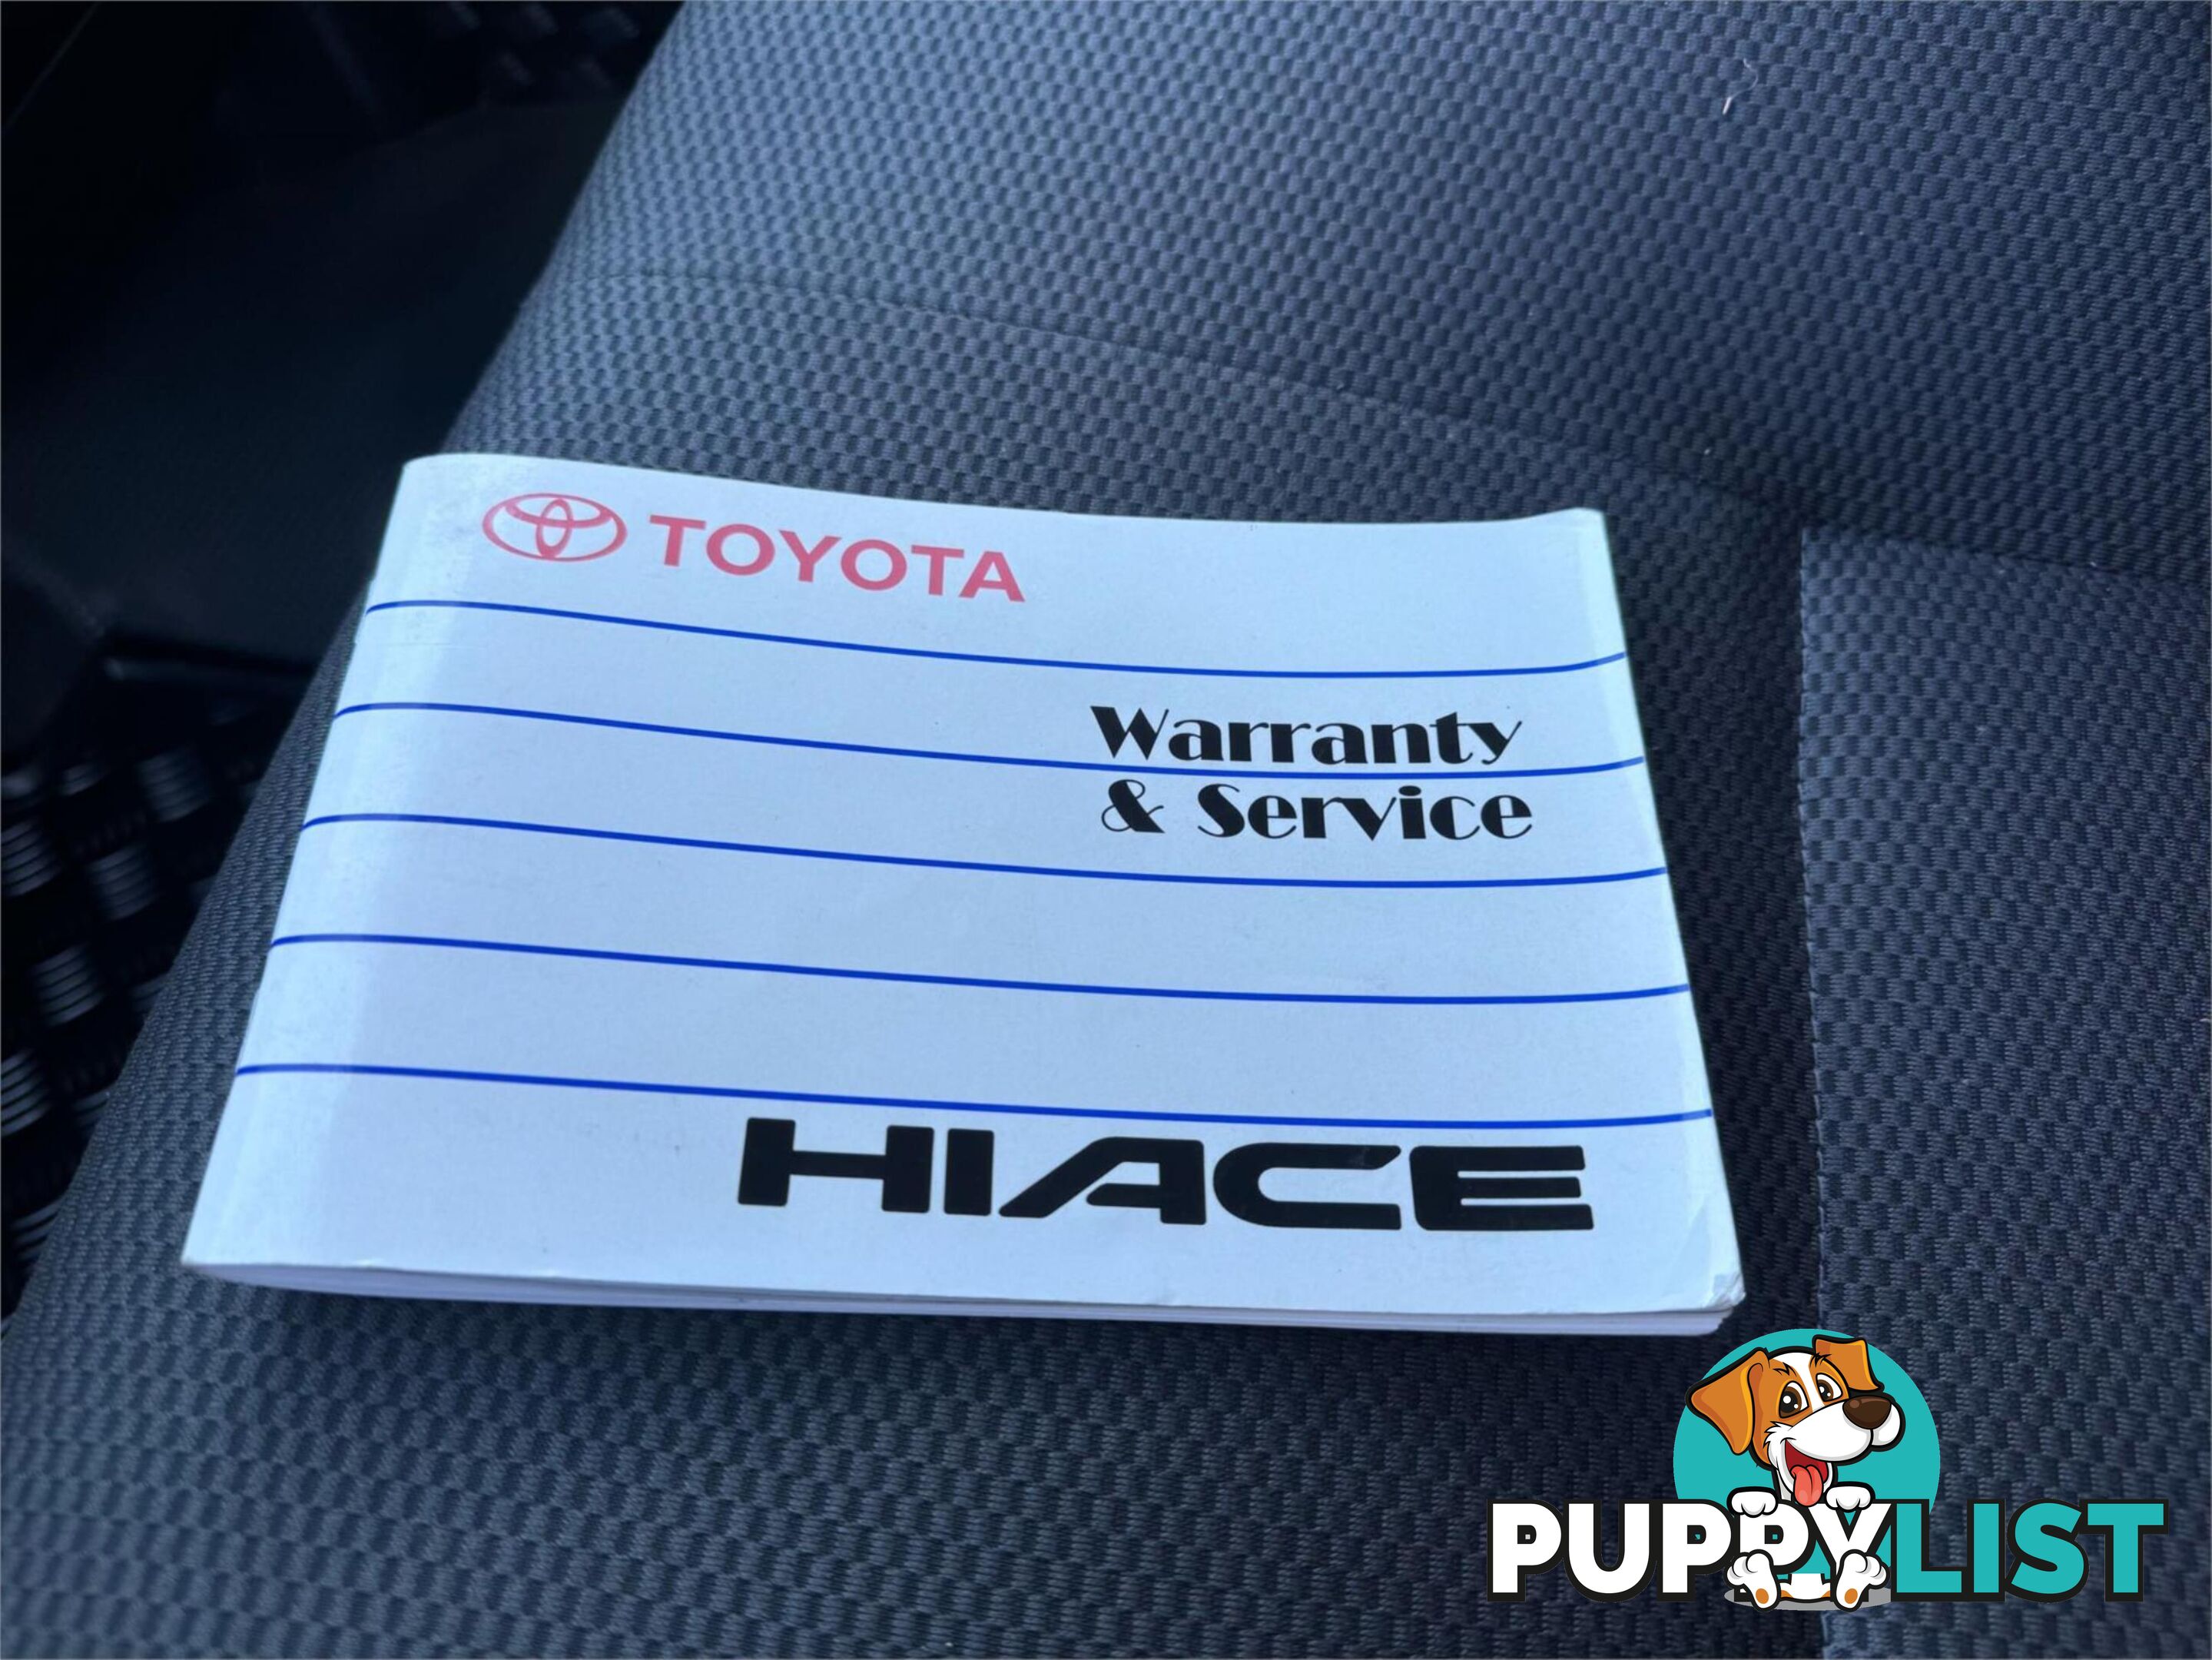 TOYOTA
Warranty
& Service
HIACE
PUPPYLIST